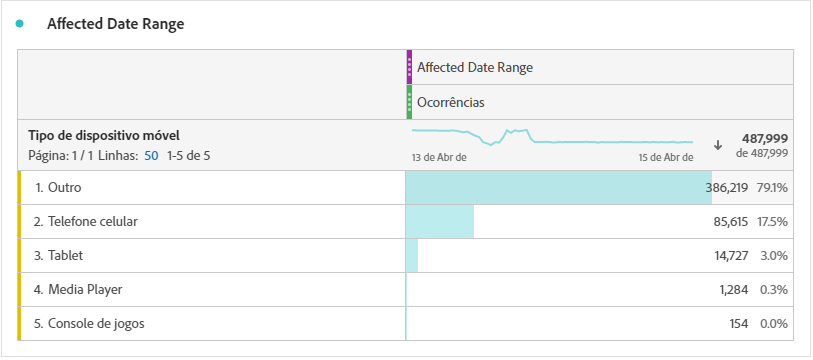 Affected Date Range
Affected Date Range
Ocorrências
Tipo de dispositivo móvel
Página: 1 / 1 Linhas: 50 1-5 de 5
13 de Abr de
15 de Abr de
487,999
de 487,999
1. Outro 386,219 79.1%
2. Telefone celular 85,615 17.5%
3. Tablet 14,727 3.0%
4. Media Player 1,284 0.3%
5. Console de jogos 154 0.0%